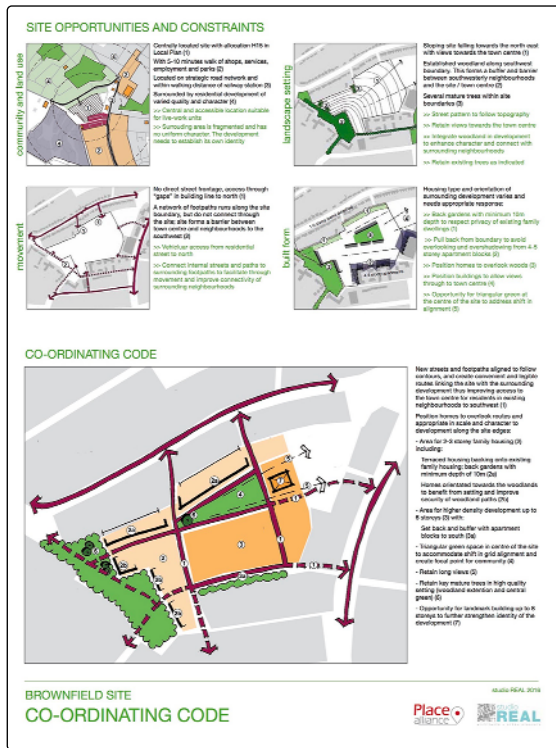 SITE OPPORTUNITIES AND CONSTRAINTS
community and land use
Centrally located site with allocation H15 in
Local Plan (1)
With 5-10 minutes walk of shops, services,
employment and parks (2)
Located on strategic road network and
within walking distance of railway station (3)
Surrounded by residential development of
varied quality and character (4)
>> Central and accessible location suitable
for live-work units
>> Surrouding area is fragmented and has
no uniform character. The development
needs to establish its own identity
landscape setting
Sloping site falling towards the north east
with views towards the town centre (1)
Established woodland along southwest
boundary. This forms a buffer and barrier
between southwesterly neighbourhoods
and the site / town centre (2)
Several mature trees within site
boundaries (3)
>> Street pattern to follow topography
>> Retain views towards the town centre
>> Integrate woodland in development
to enhance character and connect with
surrounding neighbourhoods
>> Retain existing trees as indicated
movement
No direct street frontage, access through
"gaps" in building line to north (1)
A network of footpaths runs along the site
boundary, but do not connect through
the site; site forms a barrier between
town centre and neighbourhoods to the
southwest (2)
>> Vehicluar access from residential
street to north
>> Connect internal streets and paths to
surrounding footpaths to facilitate through
movement and improve connectivity of
surrounding neighbourhoods
built form
Housing type and orientation of
surrounding development varies and
needs appropriate response:
>> Back gardens with minimum 10m
depth to respect privacy of existing family
dwellings (1)
>> Pull back from boundary to avoid
overlooking and overshadowing from 4-5
storey apartment blocks (2)
>> Position homes to overlook woods (3)
>> Position buildings to allow views
through to town centre (4)
>> Opportunity for triangular green at
the centre of the site to address shift in
alignment (5)
CO-ORDINATING CODE
New streets and footpaths aligned to follow
contours, and create convenient and legible
routes linking the site with the surrounding
development thus improving access to
the town centre for residents in existing
neighbourhoods to southwest (1)
Position homes to overlook routes and
appropriate in scale and character to
development along the site edges:
- Area for 2-3 storey family housing (2)
including:
Terraced housing backing onto existing
family housing; back gardens with
minimum depth of 10m (2a)
Homes orientated towards the woodlands
to benefit from setting and improve
security of woodland paths (2b)
- Area for higher density development up to
6 storeys (3) with:
Set back and buffer with apartment
blocks to south (3a)
- Triangular green space in centre of the site
to accommodate shift in grid alignment and
create focal point for community (4)
- Retain long views (5)
- Retain key mature trees in high quality
setting (woodland extension and central
green) (6)
- Opportunity for landmark building up to 8
storeys to further strengthen identity of the
development (7)
studio REAL 2016
BROWNFIELD SITE
CO-ORDINATING CODE
Place
alliance
studio
REAL